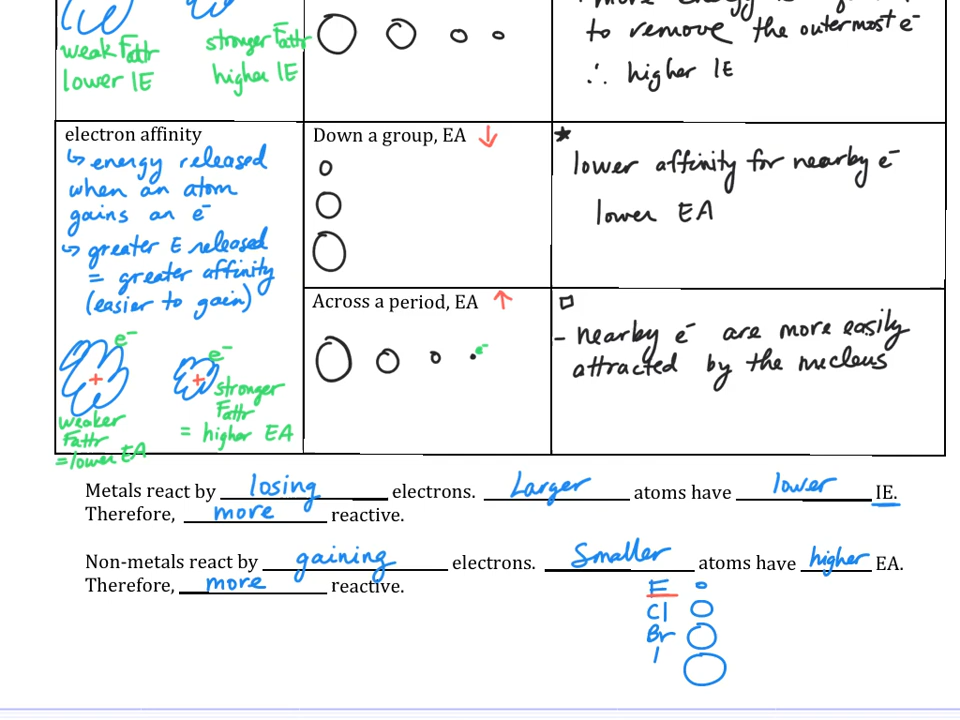 to remove the outermost e⁻
weak Fattr
lower IE
stronger Fattr
higher IE
∴ higher IE
electron affinity
↳ energy released
when an atom
gains an e⁻
↳ greater E released
= greater affinity
(easier to gain)
e⁻
+
weaker
Fattr
= lower EA
e⁻
+
stronger
Fattr
= higher EA
Down a group, EA ↓
★
lower affinity for nearby e⁻
lower EA
Across a period, EA ↑
e⁻
- nearby e⁻ are more easily
attracted by the nucleus
Metals react by losing electrons. Larger atoms have lower IE.
Therefore, more reactive.
Non-metals react by gaining electrons. Smaller atoms have higher EA.
Therefore, more reactive.
F
Cl
Br
I